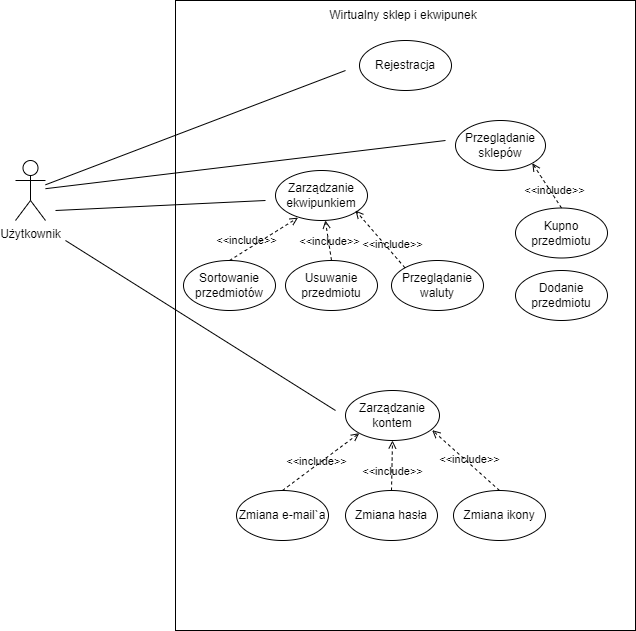 Wirtualny sklep i ekwipunek
Rejestracja
Przeglądanie
sklepów
<<include>>
Zarządzanie
ekwipunkiem
Kupno
przedmiotu
Użytkownik
<<include>>
<<include>>
<<include>>
Sortowanie
przedmiotów
Usuwanie
przedmiotu
Przeglądanie
waluty
Dodanie
przedmiotu
Zarządzanie
kontem
<<include>>
<<include>>
<<include>>
Zmiana e-mail`a
Zmiana hasła
Zmiana ikony